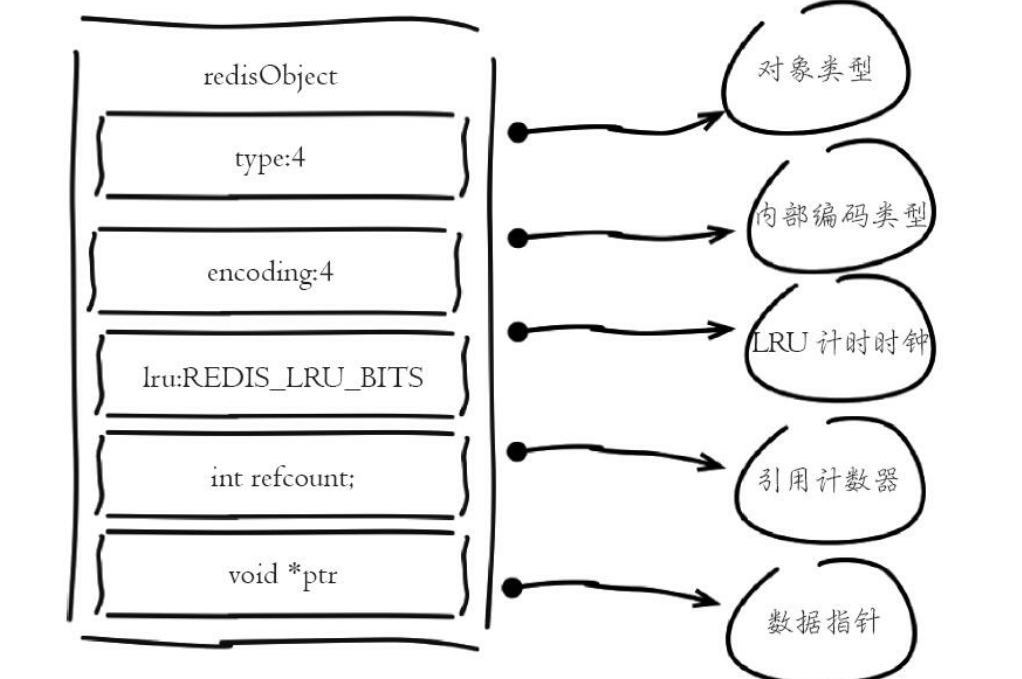 redisObject
type:4
对象类型
encoding:4
内部编码类型
lru:REDIS_LRU_BITS
LRU 计时时钟
int refcount;
引用计数器
void *ptr
数据指针